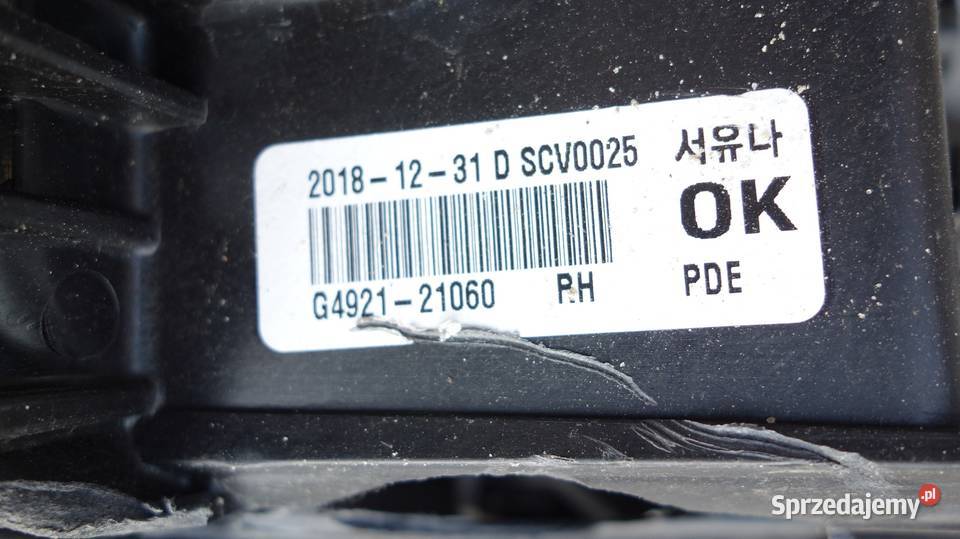 2018-12-31 D SCV0025
서유나
OK
G4921-21060 RH
PDE
Sprzedajemy.pl